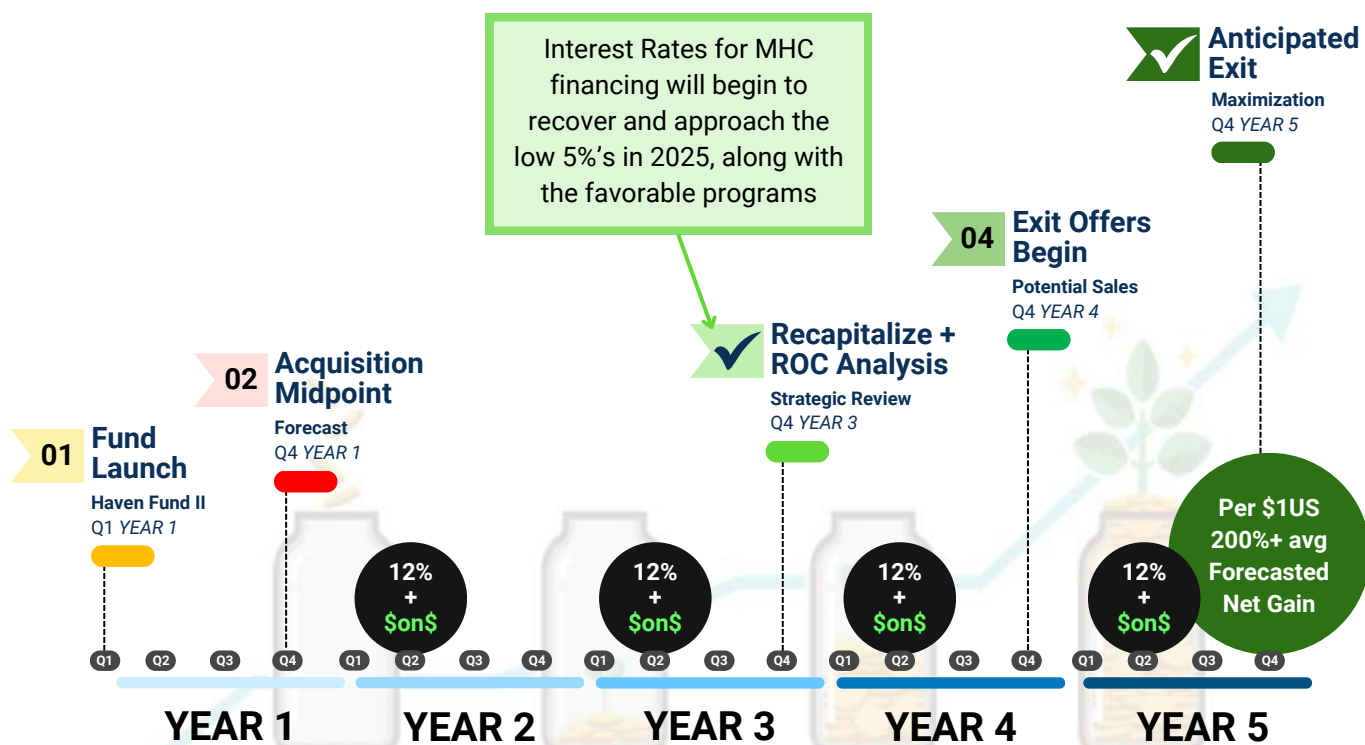 Interest Rates for MHC
financing will begin to
recover and approach the
low 5%'s in 2025, along with
the favorable programs
Anticipated
Exit
Maximization
Q4 YEAR 5
04
Exit Offers
Begin
Potential Sales
Q4 YEAR 4
Recapitalize +
ROC Analysis
Strategic Review
Q4 YEAR 3
02
Acquisition
Midpoint
Forecast
Q4 YEAR 1
01
Fund
Launch
Haven Fund II
Q1 YEAR 1
12%
+
$on$
12%
+
$on$
12%
+
$on$
12%
+
$on$
Per $1US
200%+ avg
Forecasted
Net Gain
Q1 Q2 Q3 Q4 Q1 Q2 Q3 Q4 Q1 Q2 Q3 Q4 Q1 Q2 Q3 Q4 Q1 Q2 Q3 Q4
YEAR 1 YEAR 2 YEAR 3 YEAR 4 YEAR 5